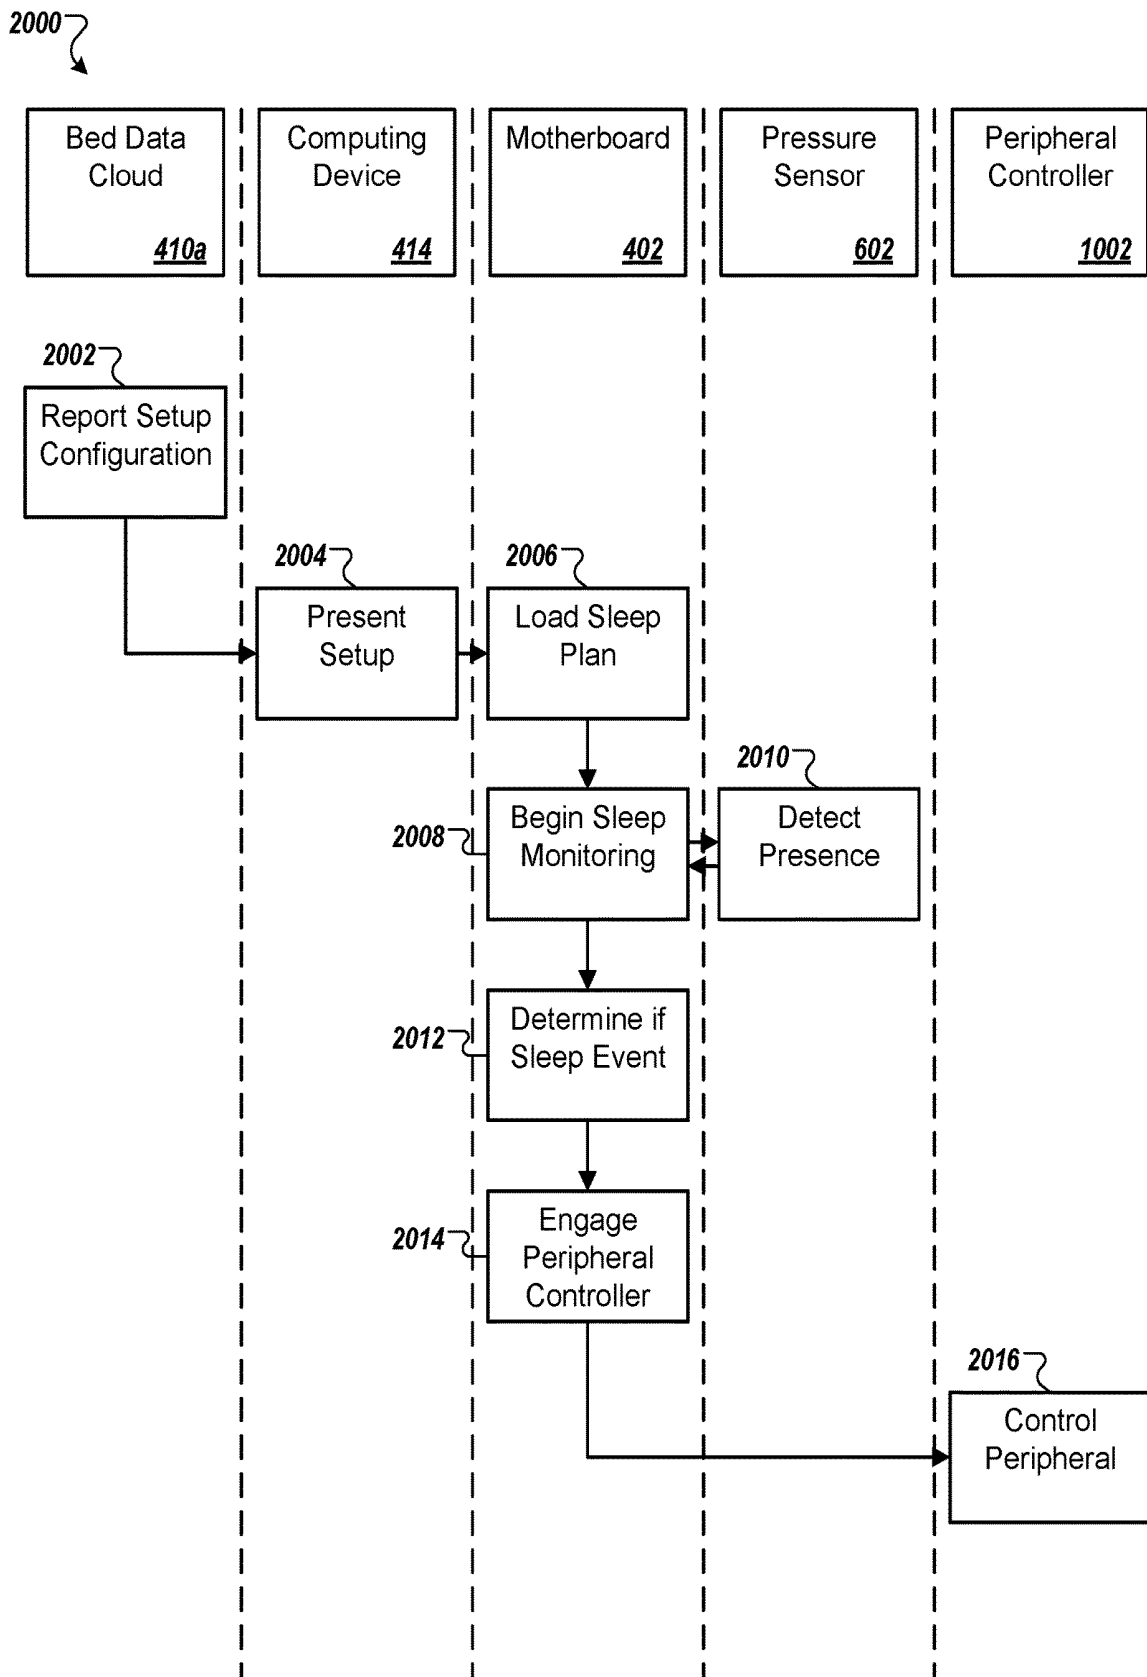 2000
Bed Data
Cloud
410a
Computing
Device
414
Motherboard
402
Pressure
Sensor
602
Peripheral
Controller
1002
2002
Report Setup
Configuration
2004
Present
Setup
2006
Load Sleep
Plan
2008
Begin Sleep
Monitoring
2010
Detect
Presence
2012
Determine if
Sleep Event
2014
Engage
Peripheral
Controller
2016
Control
Peripheral